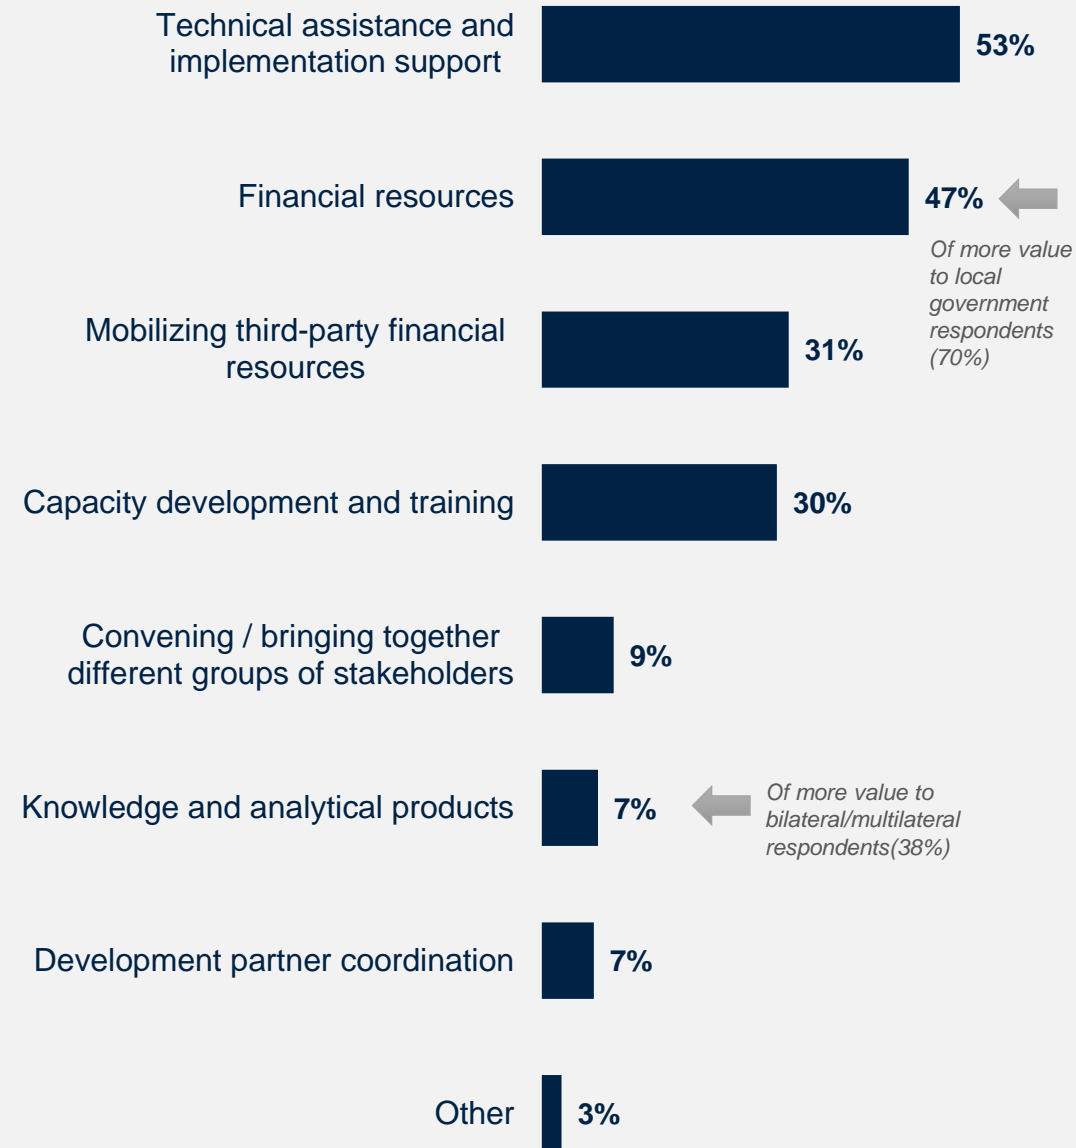 Technical assistance and
implementation support
53%
Financial resources
47%
Of more value
to local
government
respondents
(70%)
Mobilizing third-party financial
resources
31%
Capacity development and training
30%
Convening / bringing together
different groups of stakeholders
9%
Knowledge and analytical products
7%
Of more value to
bilateral/multilateral
respondents(38%)
Development partner coordination
7%
Other
3%